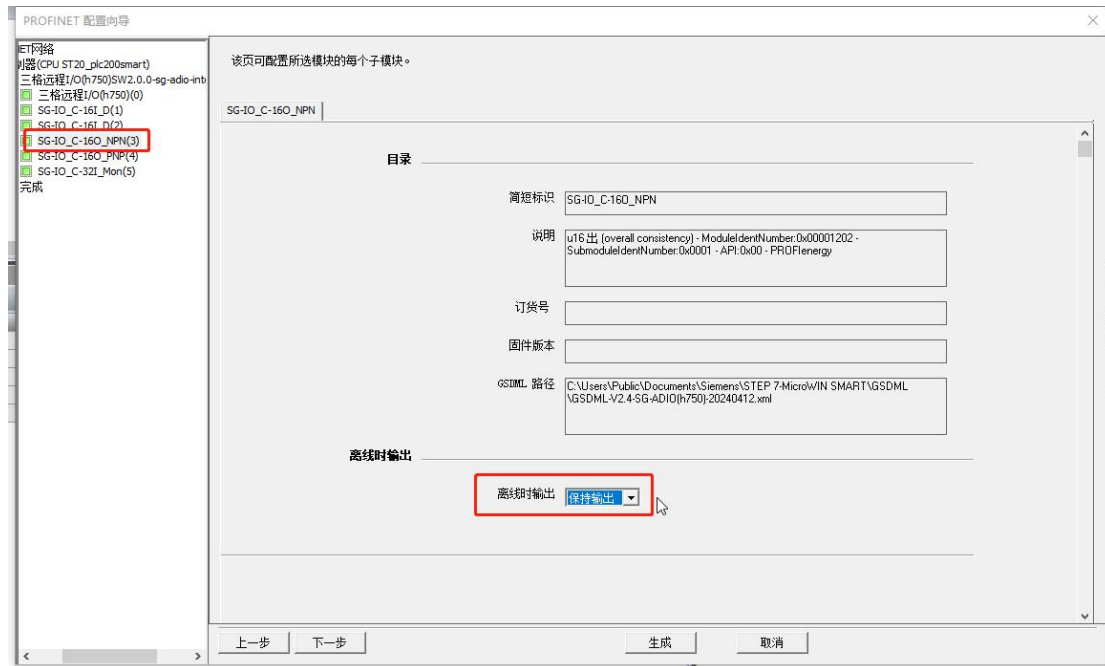 PROFINET 配置向导
ET网络
制器(CPU ST20_plc200smart)
三格远程I/O(h750)SW2.0.0-sg-adio-int
三格远程I/O(h750)(0)
SG-IO_C-16I_D(1)
SG-IO_C-16I_D(2)
SG-IO_C-16O_NPN(3)
SG-IO_C-16O_PNP(4)
SG-IO_C-32I_Mon(5)
完成
该页可配置所选模块的每个子模块。
SG-IO_C-16O_NPN
目录
简短标识
SG-IO_C-16O_NPN
说明
u16出 (overall consistency) - ModuleIdentNumber:0x00001202 -
SubmoduleIdentNumber:0x0001 - API:0x00 - PROFIenergy
订货号
固件版本
GSDML 路径
C:\Users\Public\Documents\Siemens\STEP 7-MicroWIN SMART\GSDML
\GSDML-V2.4-SG-ADIO(h750)-20240412.xml
离线时输出
离线时输出
保持输出
上一步
下一步
生成
取消